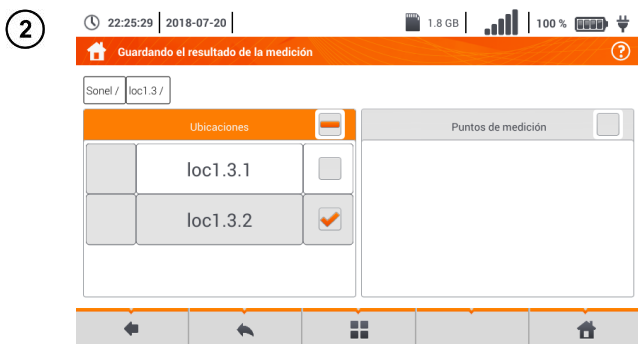 2
22:25:29 2018-07-20 1.8 GB 100 %
Guardando el resultado de la medición ?
Sonel / loc1.3 /
Ubicaciones Puntos de medición
loc1.3.1
loc1.3.2